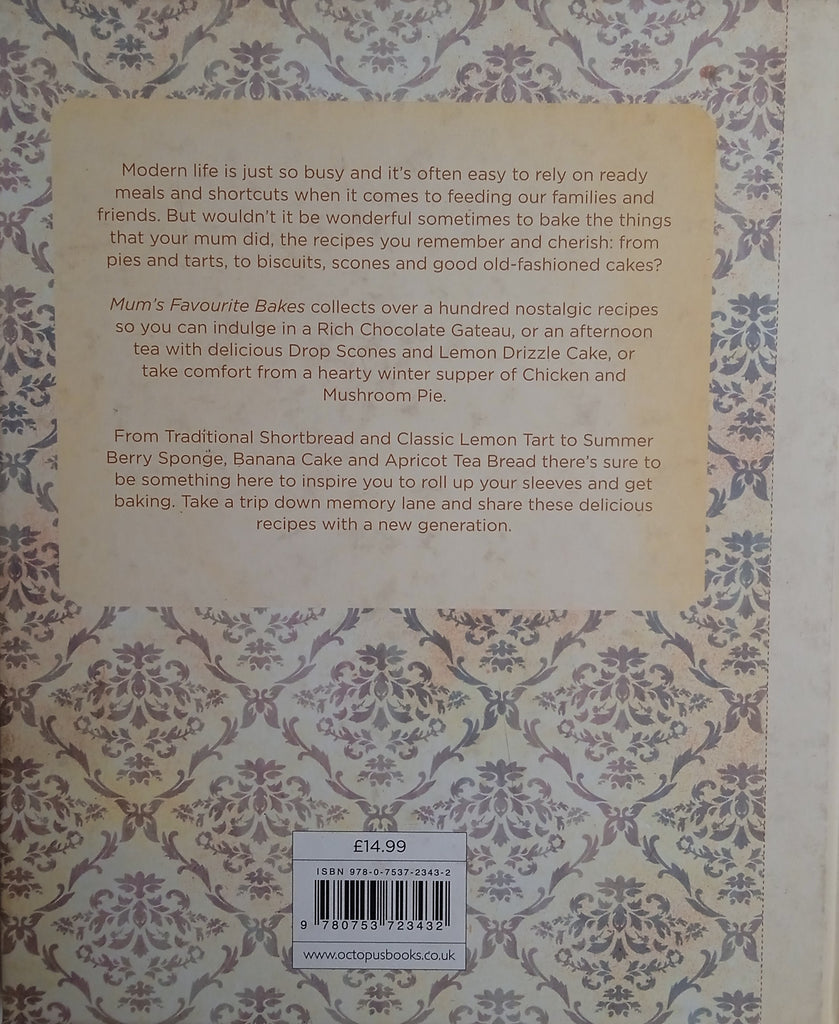 Modern life is just so busy and it's often easy to rely on ready
meals and shortcuts when it comes to feeding our families and
friends. But wouldn't it be wonderful sometimes to bake the things
that your mum did, the recipes you remember and cherish: from
pies and tarts, to biscuits, scones and good old-fashioned cakes?
Mum's Favourite Bakes collects over a hundred nostalgic recipes
so you can indulge in a Rich Chocolate Gateau, or an afternoon
tea with delicious Drop Scones and Lemon Drizzle Cake, or
take comfort from a hearty winter supper of Chicken and
Mushroom Pie.
From Traditional Shortbread and Classic Lemon Tart to Summer
Berry Sponge, Banana Cake and Apricot Tea Bread there's sure to
be something here to inspire you to roll up your sleeves and get
baking. Take a trip down memory lane and share these delicious
recipes with a new generation.
£14.99
ISBN 978-0-7537-2343-2
9 780753 723432
www.octopusbooks.co.uk